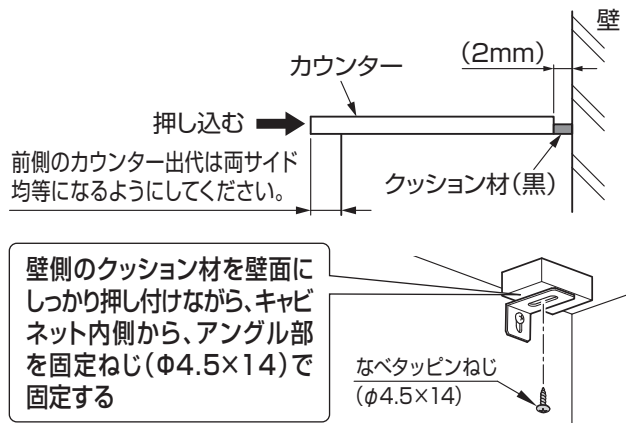 壁
(2mm)
カウンター
押し込む
前側のカウンター出代は両サイド
均等になるようにしてください。
クッション材(黒)
壁側のクッション材を壁面に
しっかり押し付けながら、キャビ
ネット内側から、アングル部
を固定ねじ(Φ4.5×14)で
固定する
なべタッピンねじ
(φ4.5×14)